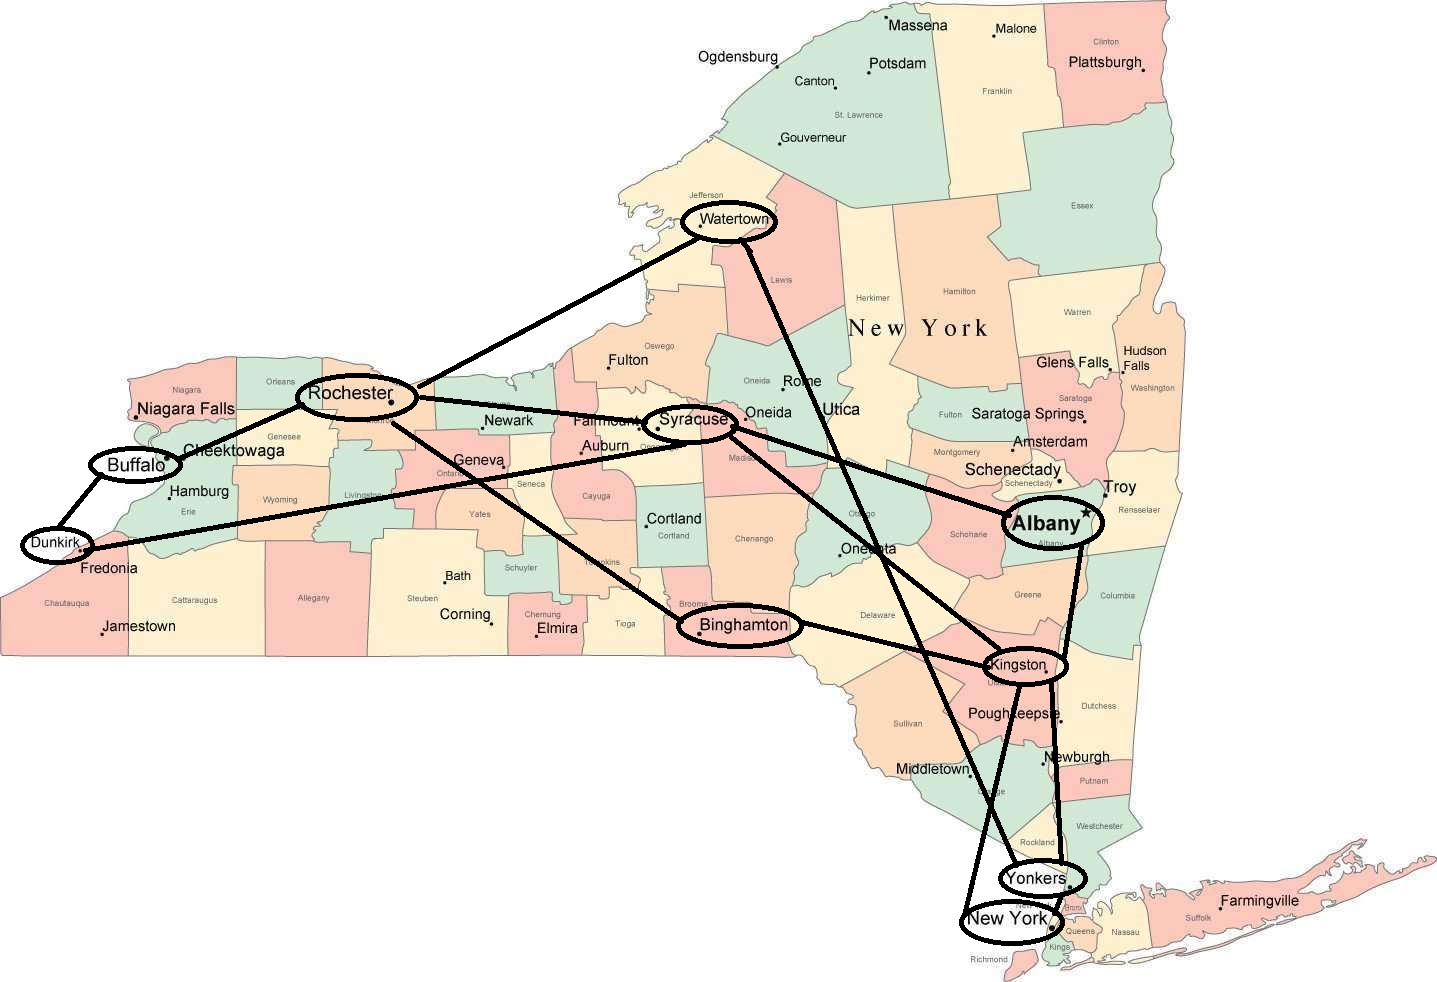 Massena
Malone
Clinton
Plattsburgh
Ogdensburg
Potsdam
Canton
Franklin
St. Lawrence
Gouverneur
Jefferson
Watertown
Essex
Lewis
Herkimer
Hamilton
Warren
New York
Oswego
Fulton
Glens Falls
Hudson
Falls
Washington
Niagara
Orleans
Rochester
Niagara Falls
Oneida
Rome
Utica
Fulton
Saratoga
Saratoga Springs
Newark
Fairmount
Syracuse
Oneida
Genesee
Auburn
Amsterdam
Montgomery
Buffalo
Cheektowaga
Geneva
Schenectady
Schenectady
Hamburg
Erie
Wyoming
Livingston
Ontario
Seneca
Cayuga
Madison
Troy
Rensselaer
Yates
Cortland
Cortland
Chenango
Otsego
Schoharie
Albany
Albany
Dunkirk
Fredonia
Oneonta
Schuyler
Tompkins
Bath
Steuben
Corning
Chautauqua
Cattaraugus
Allegany
Jamestown
Chemung
Elmira
Tioga
Broome
Binghamton
Delaware
Greene
Columbia
Kingston
Poughkeepsie
Dutchess
Sullivan
Middletown
Newburgh
Putnam
Orange
Westchester
Rockland
Yonkers
New York
Bronx
Queens
Nassau
Suffolk
Farmingville
Kings
Richmond